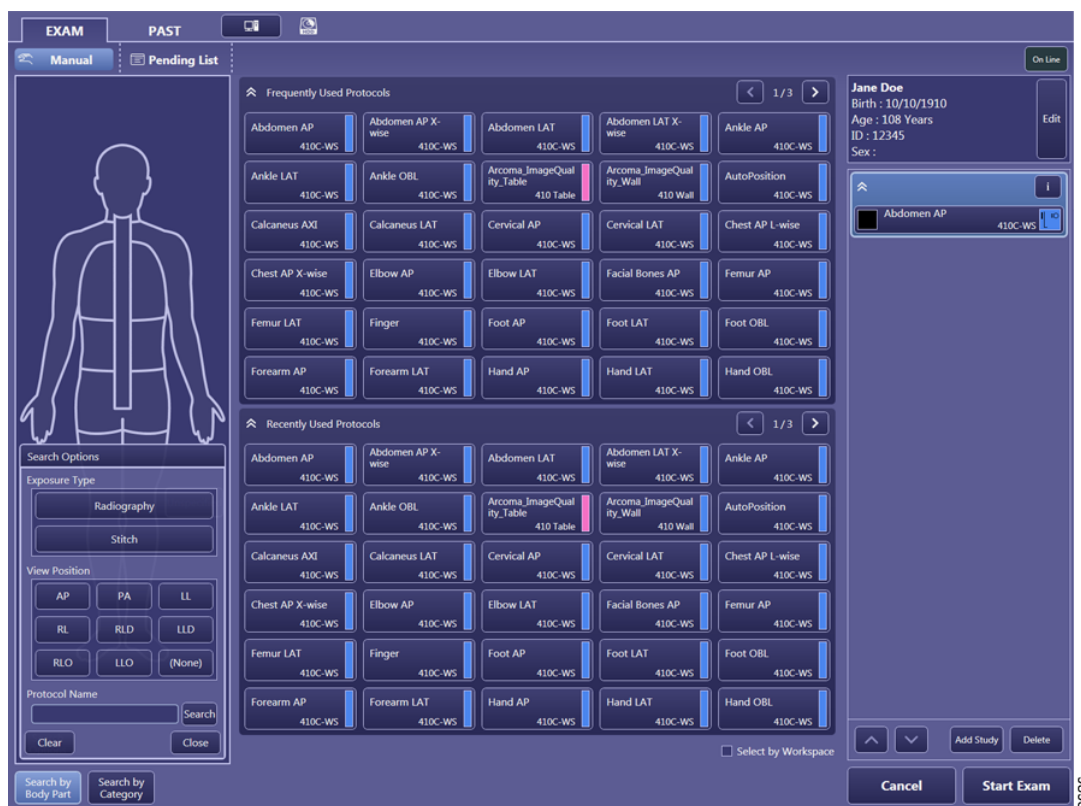 EXAM
PAST
Manual
Pending List
On Line
Frequently Used Protocols
1/3
Abdomen AP
410C-WS
Abdomen AP X-
wise
410C-WS
Abdomen LAT
410C-WS
Abdomen LAT X-
wise
410C-WS
Ankle AP
410C-WS
Ankle LAT
410C-WS
Ankle OBL
410C-WS
Arcoma_ImageQual
ity_Table
410 Table
Arcoma_ImageQual
ity_Wall
410 Wall
AutoPosition
410C-WS
Calcaneus AXI
410C-WS
Calcaneus LAT
410C-WS
Cervical AP
410C-WS
Cervical LAT
410C-WS
Chest AP L-wise
410C-WS
Chest AP X-wise
410C-WS
Elbow AP
410C-WS
Elbow LAT
410C-WS
Facial Bones AP
410C-WS
Femur AP
410C-WS
Femur LAT
410C-WS
Finger
410C-WS
Foot AP
410C-WS
Foot LAT
410C-WS
Foot OBL
410C-WS
Forearm AP
410C-WS
Forearm LAT
410C-WS
Hand AP
410C-WS
Hand LAT
410C-WS
Hand OBL
410C-WS
Recently Used Protocols
1/3
Abdomen AP
410C-WS
Abdomen AP X-
wise
410C-WS
Abdomen LAT
410C-WS
Abdomen LAT X-
wise
410C-WS
Ankle AP
410C-WS
Ankle LAT
410C-WS
Ankle OBL
410C-WS
Arcoma_ImageQual
ity_Table
410 Table
Arcoma_ImageQual
ity_Wall
410 Wall
AutoPosition
410C-WS
Calcaneus AXI
410C-WS
Calcaneus LAT
410C-WS
Cervical AP
410C-WS
Cervical LAT
410C-WS
Chest AP L-wise
410C-WS
Chest AP X-wise
410C-WS
Elbow AP
410C-WS
Elbow LAT
410C-WS
Facial Bones AP
410C-WS
Femur AP
410C-WS
Femur LAT
410C-WS
Finger
410C-WS
Foot AP
410C-WS
Foot LAT
410C-WS
Foot OBL
410C-WS
Forearm AP
410C-WS
Forearm LAT
410C-WS
Hand AP
410C-WS
Hand LAT
410C-WS
Hand OBL
410C-WS
Select by Workspace
Search Options
Exposure Type
Radiography
Stitch
View Position
AP
PA
LL
RL
RLD
LLD
RLO
LLO
(None)
Protocol Name
Search
Clear
Close
Search by
Body Part
Search by
Category
Jane Doe
Birth : 10/10/1910
Age : 108 Years
ID : 12345
Sex :
Edit
i
Abdomen AP
410C-WS
Add Study
Delete
Cancel
Start Exam